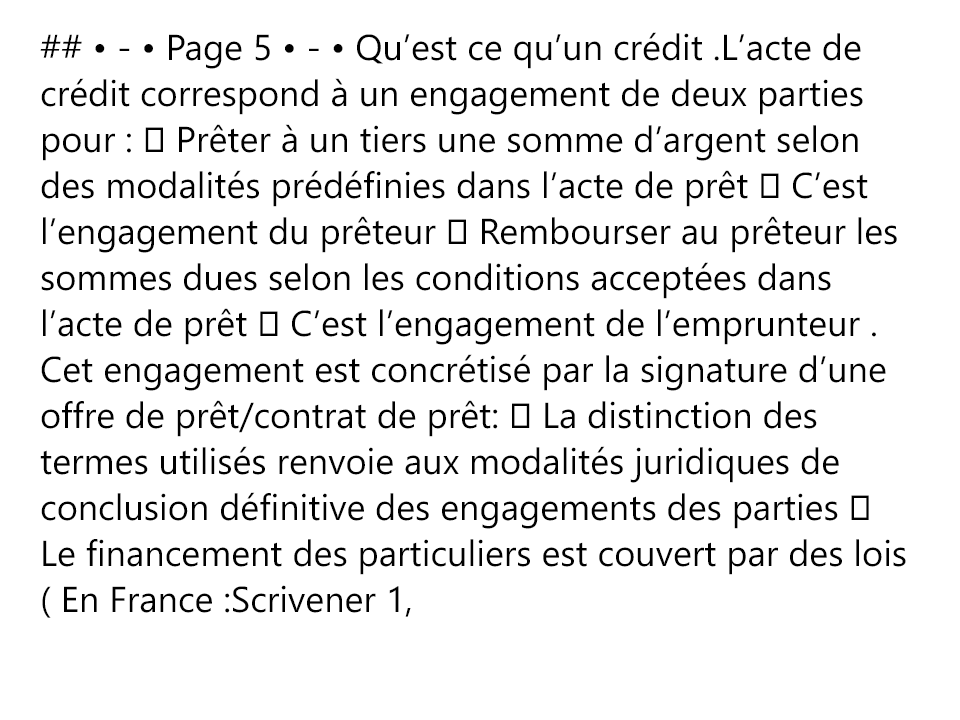 ## • - • Page 5 • - • Qu’est ce qu’un crédit .L’acte de
crédit correspond à un engagement de deux parties
pour :  Prêter à un tiers une somme d’argent selon
des modalités prédéfinies dans l’acte de prêt  C’est
l’engagement du prêteur  Rembourser au prêteur les
sommes dues selon les conditions acceptées dans
l’acte de prêt  C’est l’engagement de l’emprunteur .
Cet engagement est concrétisé par la signature d’une
offre de prêt/contrat de prêt:  La distinction des
termes utilisés renvoie aux modalités juridiques de
conclusion définitive des engagements des parties 
Le financement des particuliers est couvert par des lois
( En France :Scrivener 1,